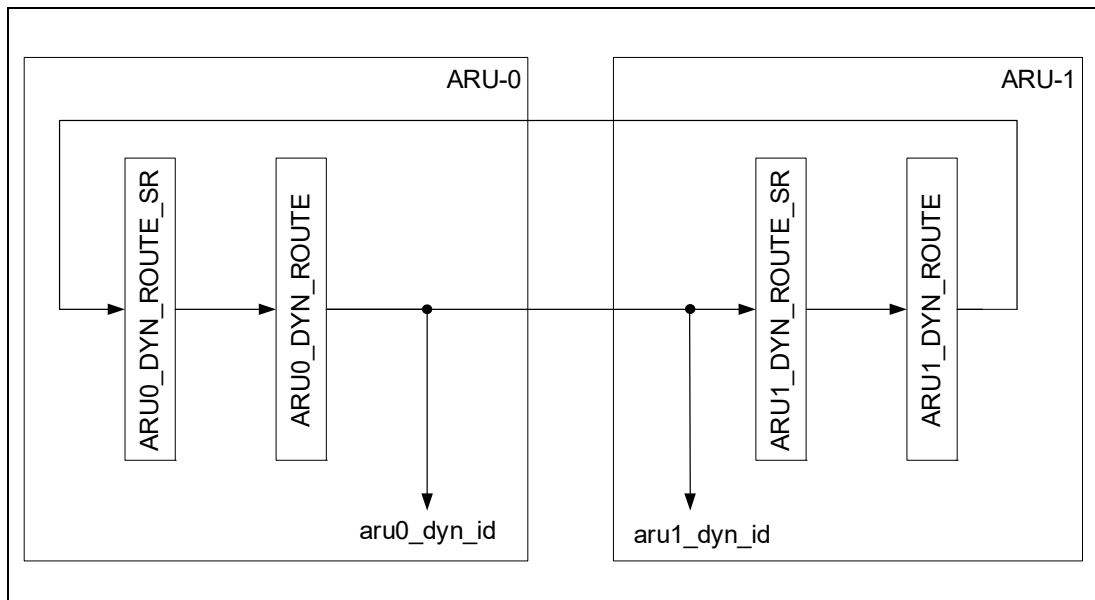 ARU-0
ARU-1
ARU0_DYN_ROUTE_SR
ARU0_DYN_ROUTE
ARU1_DYN_ROUTE_SR
ARU1_DYN_ROUTE
aru0_dyn_id
aru1_dyn_id